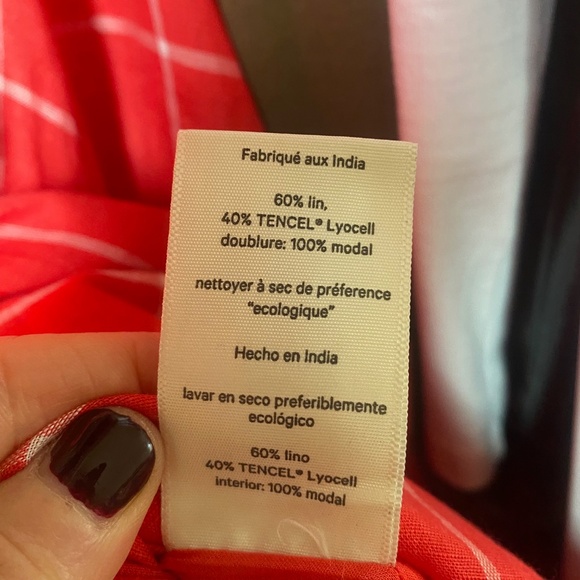 Fabriqué aux India
60% lin,
40% TENCEL® Lyocell
doublure: 100% modal
nettoyer à sec de préference
“ecologique”
Hecho en India
lavar en seco preferiblemente
ecológico
60% lino
40% TENCEL® Lyocell
interior: 100% modal